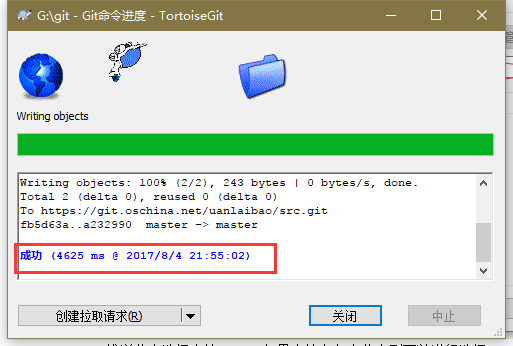 G:\git - Git命令进度 - TortoiseGit
Writing objects
Writing objects: 100% (2/2), 243 bytes | 0 bytes/s, done.
Total 2 (delta 0), reused 0 (delta 0)
To https://git.oschina.net/uanlaibao/src.git
fb5d63a..a232990 master -> master
成功 (4625 ms @ 2017/8/4 21:55:02)
创建拉取请求(R)
关闭
中止